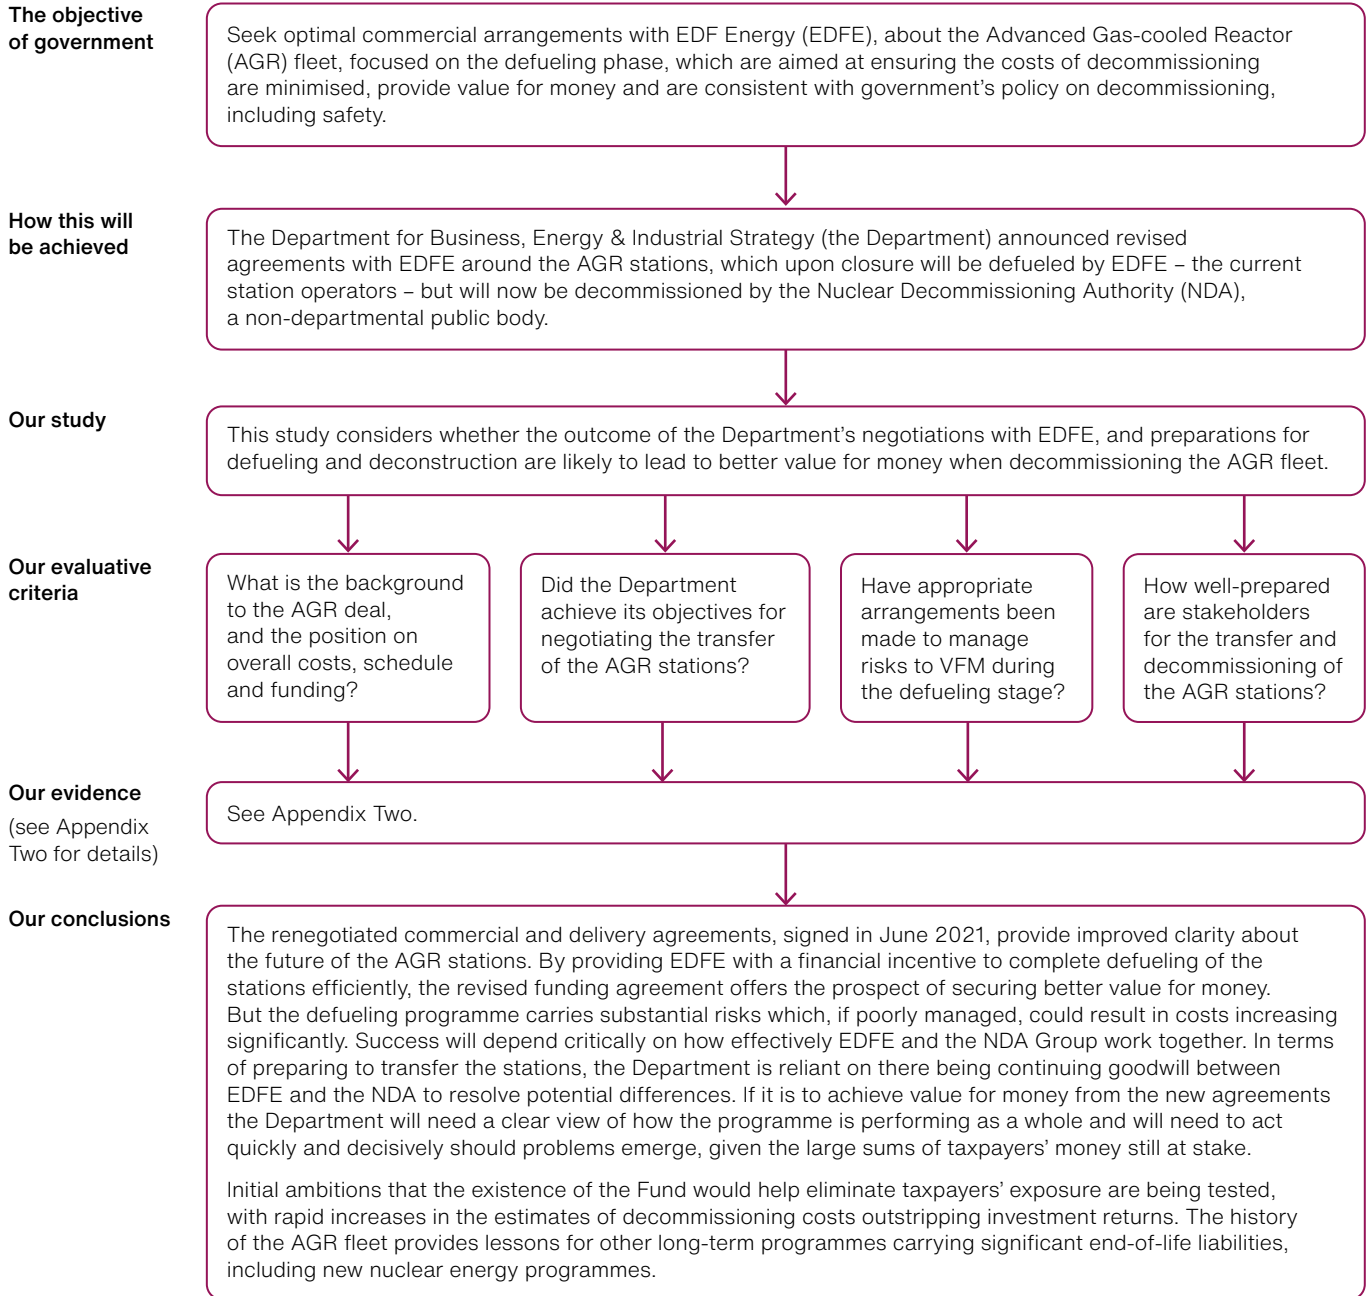 The objective
of government
Seek optimal commercial arrangements with EDF Energy (EDFE), about the Advanced Gas-cooled Reactor
(AGR) fleet, focused on the defueling phase, which are aimed at ensuring the costs of decommissioning
are minimised, provide value for money and are consistent with government's policy on decommissioning,
including safety.
How this will
be achieved
The Department for Business, Energy & Industrial Strategy (the Department) announced revised
agreements with EDFE around the AGR stations, which upon closure will be defueled by EDFE – the current
station operators – but will now be decommissioned by the Nuclear Decommissioning Authority (NDA),
a non-departmental public body.
Our study
This study considers whether the outcome of the Department's negotiations with EDFE, and preparations for
defueling and deconstruction are likely to lead to better value for money when decommissioning the AGR fleet.
Our evaluative
criteria
What is the background
to the AGR deal,
and the position on
overall costs, schedule
and funding?
Did the Department
achieve its objectives for
negotiating the transfer
of the AGR stations?
Have appropriate
arrangements been
made to manage
risks to VFM during
the defueling stage?
How well-prepared
are stakeholders
for the transfer and
decommissioning of
the AGR stations?
Our evidence
(see Appendix
Two for details)
See Appendix Two.
Our conclusions
The renegotiated commercial and delivery agreements, signed in June 2021, provide improved clarity about
the future of the AGR stations. By providing EDFE with a financial incentive to complete defueling of the
stations efficiently, the revised funding agreement offers the prospect of securing better value for money.
But the defueling programme carries substantial risks which, if poorly managed, could result in costs increasing
significantly. Success will depend critically on how effectively EDFE and the NDA Group work together. In terms
of preparing to transfer the stations, the Department is reliant on there being continuing goodwill between
EDFE and the NDA to resolve potential differences. If it is to achieve value for money from the new agreements
the Department will need a clear view of how the programme is performing as a whole and will need to act
quickly and decisively should problems emerge, given the large sums of taxpayers' money still at stake.
Initial ambitions that the existence of the Fund would help eliminate taxpayers' exposure are being tested,
with rapid increases in the estimates of decommissioning costs outstripping investment returns. The history
of the AGR fleet provides lessons for other long-term programmes carrying significant end-of-life liabilities,
including new nuclear energy programmes.